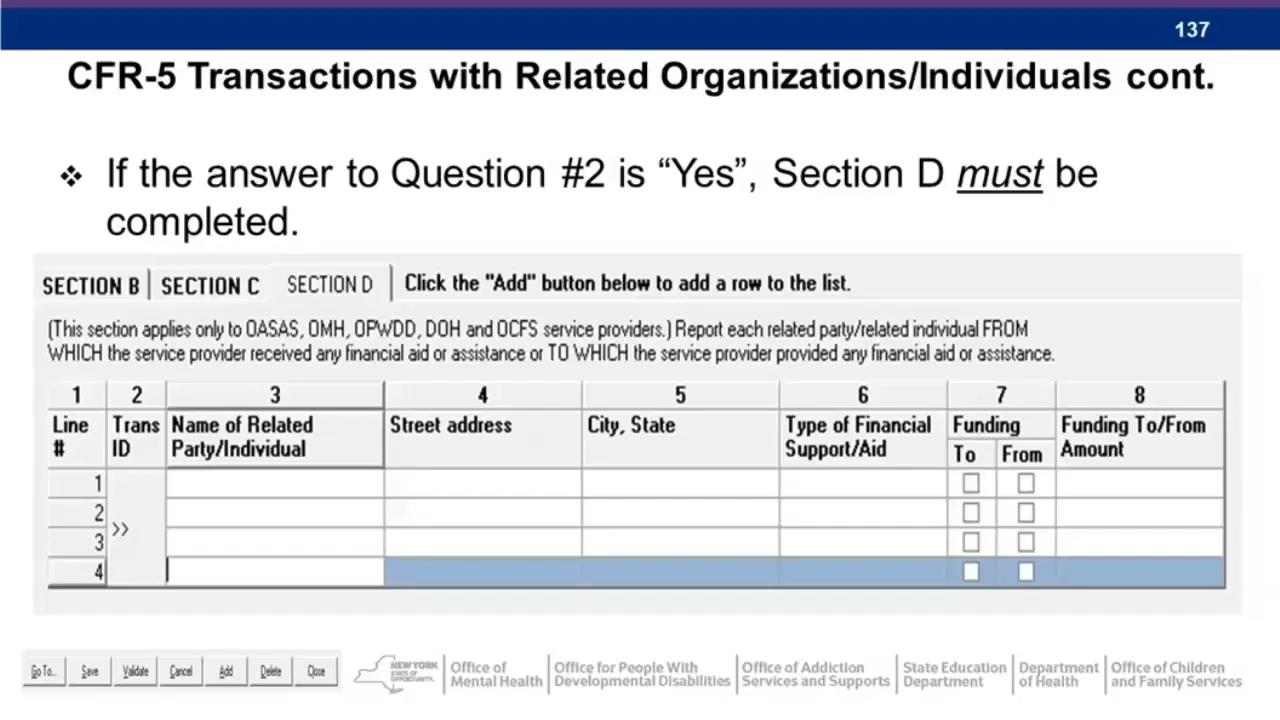 137
CFR-5 Transactions with Related Organizations/Individuals cont.
❖ If the answer to Question #2 is “Yes”, Section D must be
completed.
SECTION B SECTION C SECTION D Click the "Add" button below to add a row to the list.
(This section applies only to OASAS, OMH, OPWDD, DOH and OCFS service providers.) Report each related party/related individual FROM
WHICH the service provider received any financial aid or assistance or TO WHICH the service provider provided any financial aid or assistance.
1 2 3 4 5 6 7 8
Line # Trans ID Name of Related Party/Individual Street address City, State Type of Financial Support/Aid Funding To From Funding To/From Amount
1
2
>>
3
4
Go To... Save Validate Cancel Add Delete Close
NEW YORK
STATE OF
OPPORTUNITY.
Office of
Mental Health
Office for People With
Developmental Disabilities
Office of Addiction
Services and Supports
State Education
Department
Department
of Health
Office of Children
and Family Services